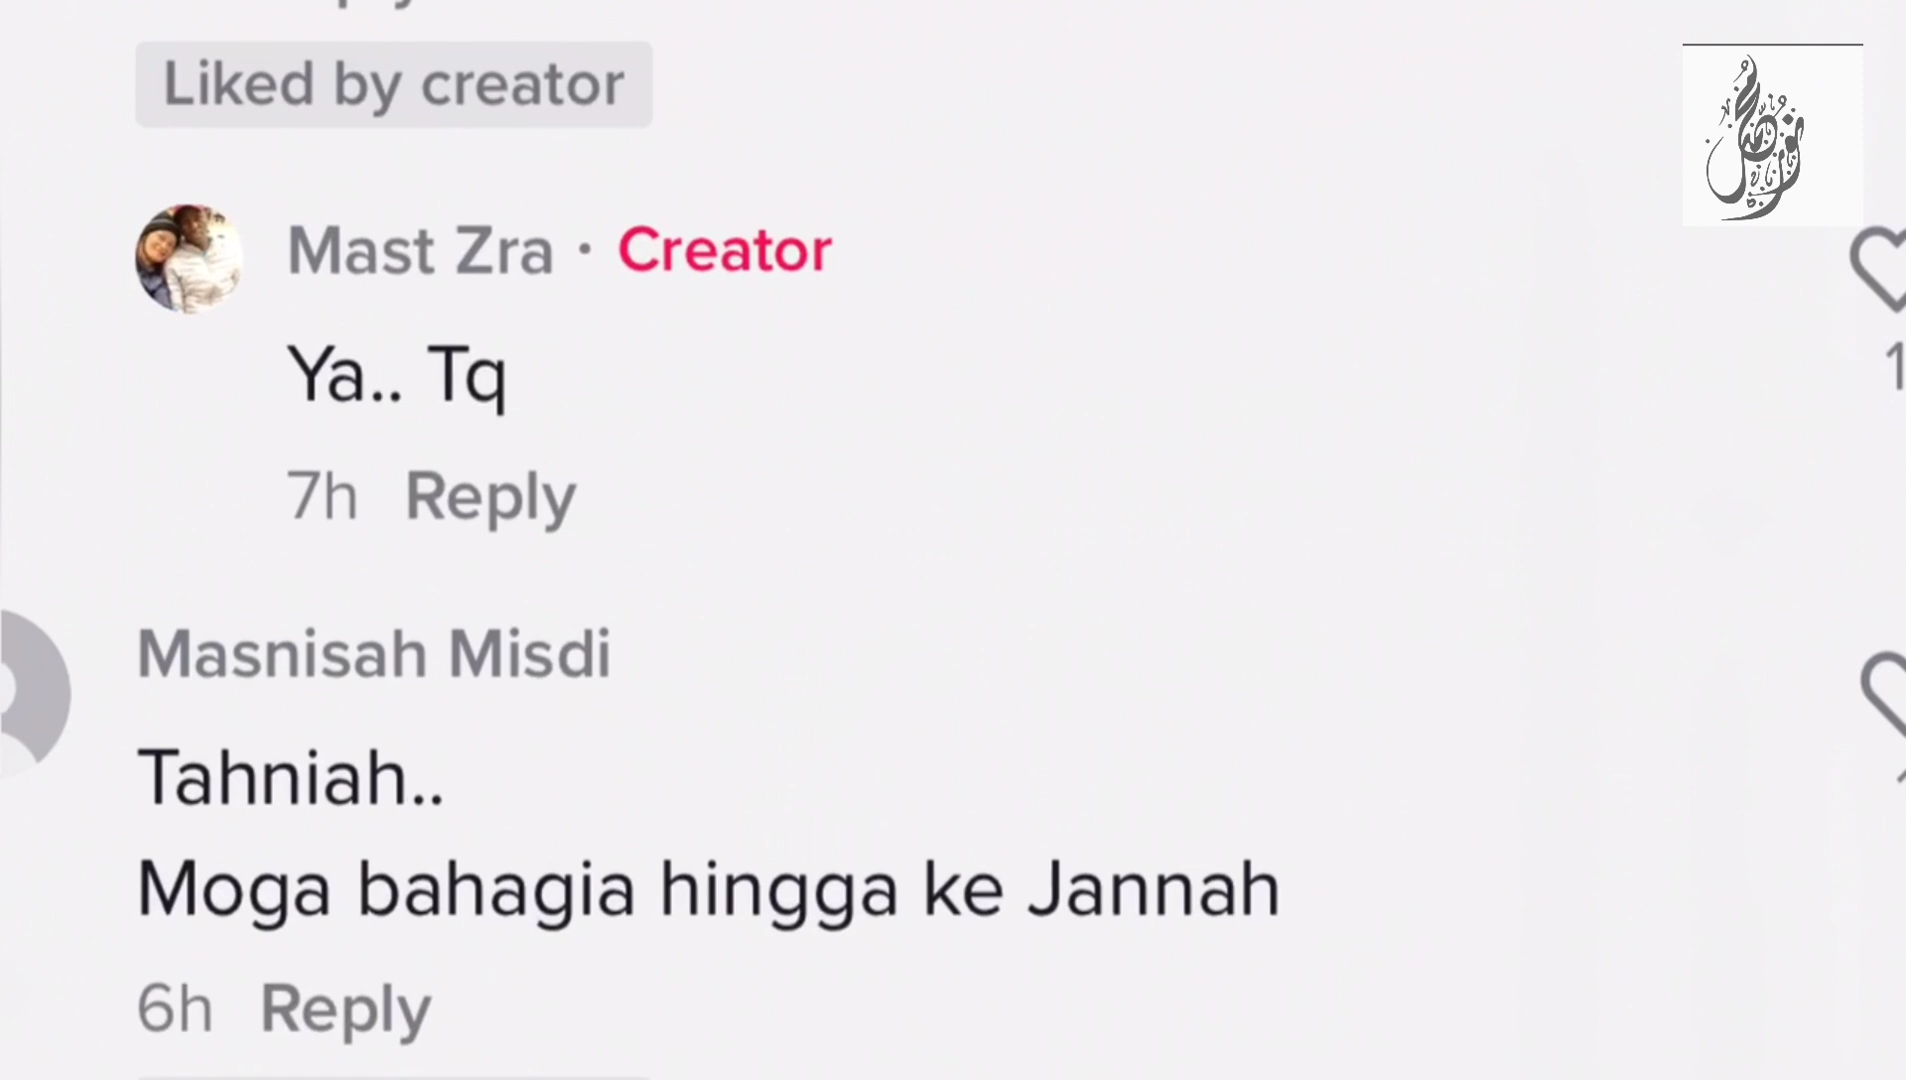 Liked by creator
Mast Zra · Creator
Ya.. Tq
1
7h Reply
Masnisah Misdi
Tahniah..
Moga bahagia hingga ke Jannah
6h Reply